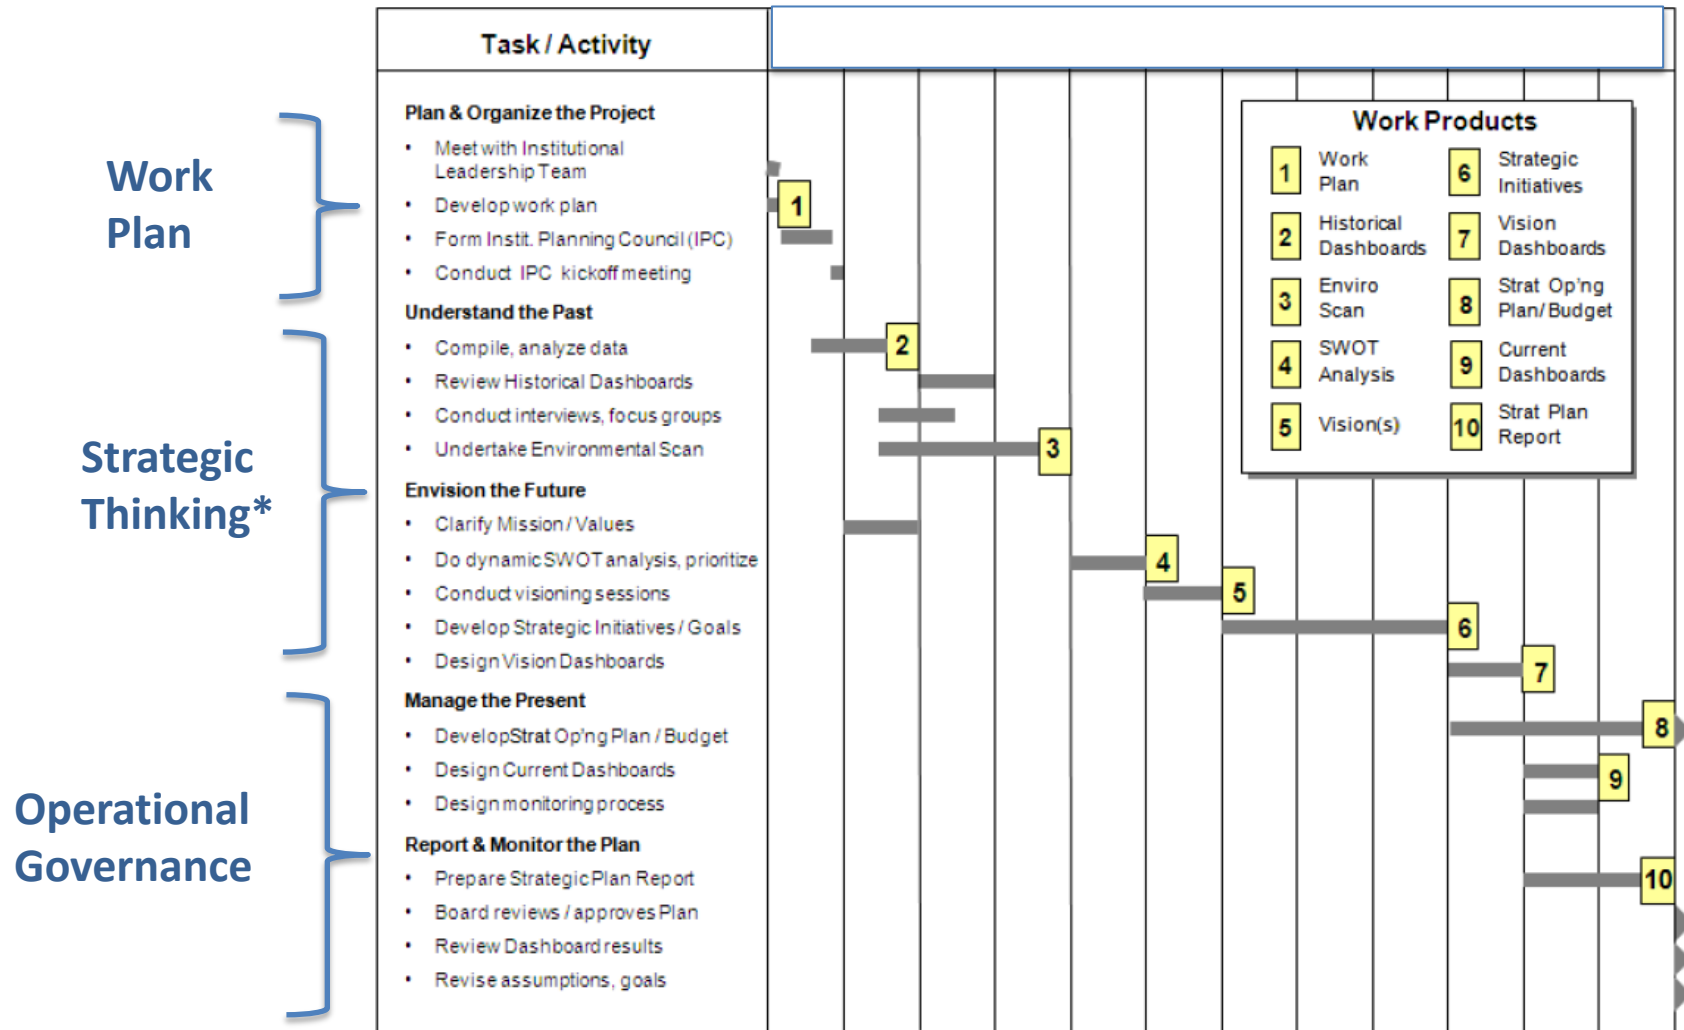 Task / Activity
Work
Plan
Plan & Organize the Project
• Meet with Institutional
Leadership Team
• Develop work plan
1
• Form Instit. Planning Council (IPC)
• Conduct IPC kickoff meeting
Strategic
Thinking*
Understand the Past
• Compile, analyze data
2
• Review Historical Dashboards
• Conduct interviews, focus groups
• Undertake Environmental Scan
3
Envision the Future
• Clarify Mission / Values
• Do dynamic SWOT analysis, prioritize
4
• Conduct visioning sessions
5
• Develop Strategic Initiatives / Goals
6
• Design Vision Dashboards
7
Operational
Governance
Manage the Present
• Develop Strat Op'ng Plan / Budget
8
• Design Current Dashboards
9
• Design monitoring process
Report & Monitor the Plan
• Prepare Strategic Plan Report
10
• Board reviews / approves Plan
• Review Dashboard results
• Revise assumptions, goals
Work Products
1 Work
Plan
2 Historical
Dashboards
3 Enviro
Scan
4 SWOT
Analysis
5 Vision(s)
6 Strategic
Initiatives
7 Vision
Dashboards
8 Strat Op'ng
Plan/ Budget
9 Current
Dashboards
10 Strat Plan
Report